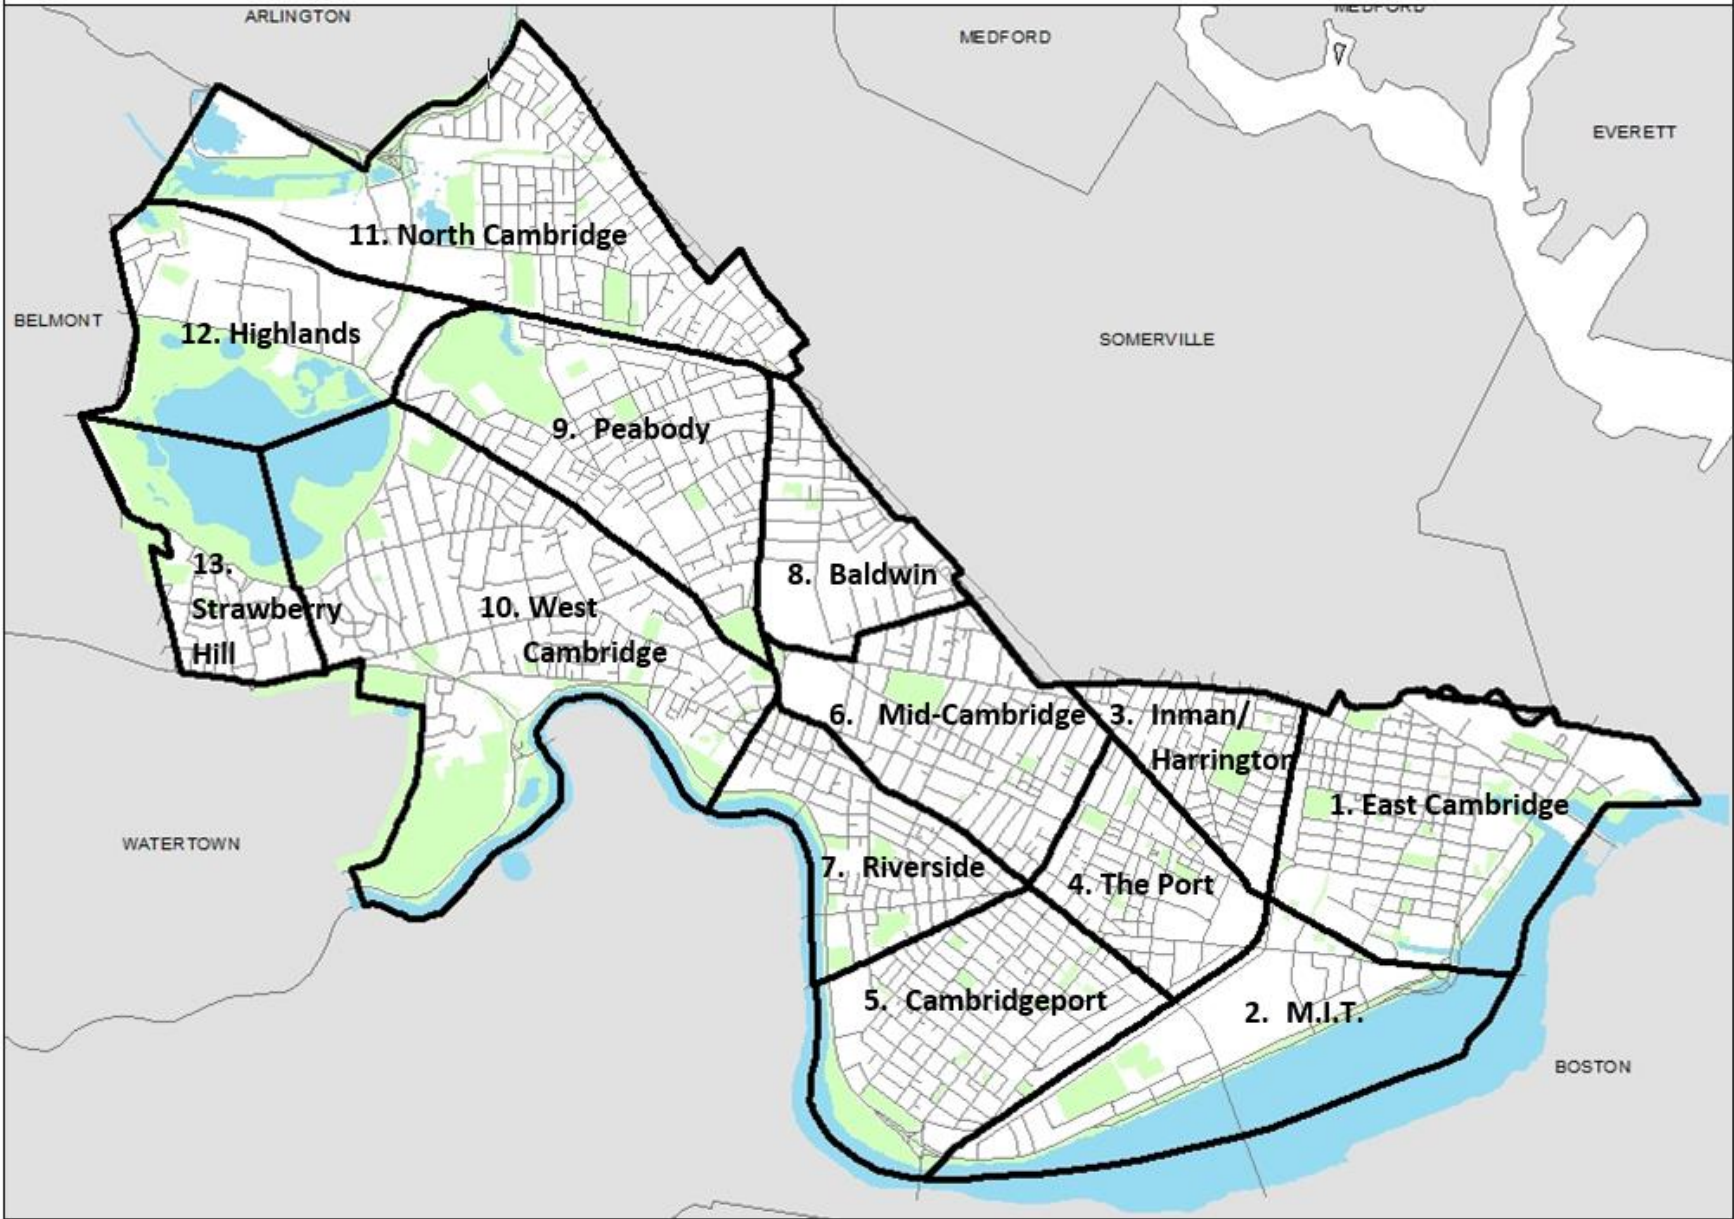 ARLINGTON
MEDFORD
MEDFORD
EVERETT
11. North Cambridge
BELMONT
12. Highlands
SOMERVILLE
9. Peabody
13.
Strawberry
Hill
8. Baldwin
10. West
Cambridge
6. Mid-Cambridge
3. Inman/
Harrington
1. East Cambridge
WATERTOWN
7. Riverside
4. The Port
5. Cambridgeport
2. M.I.T.
BOSTON